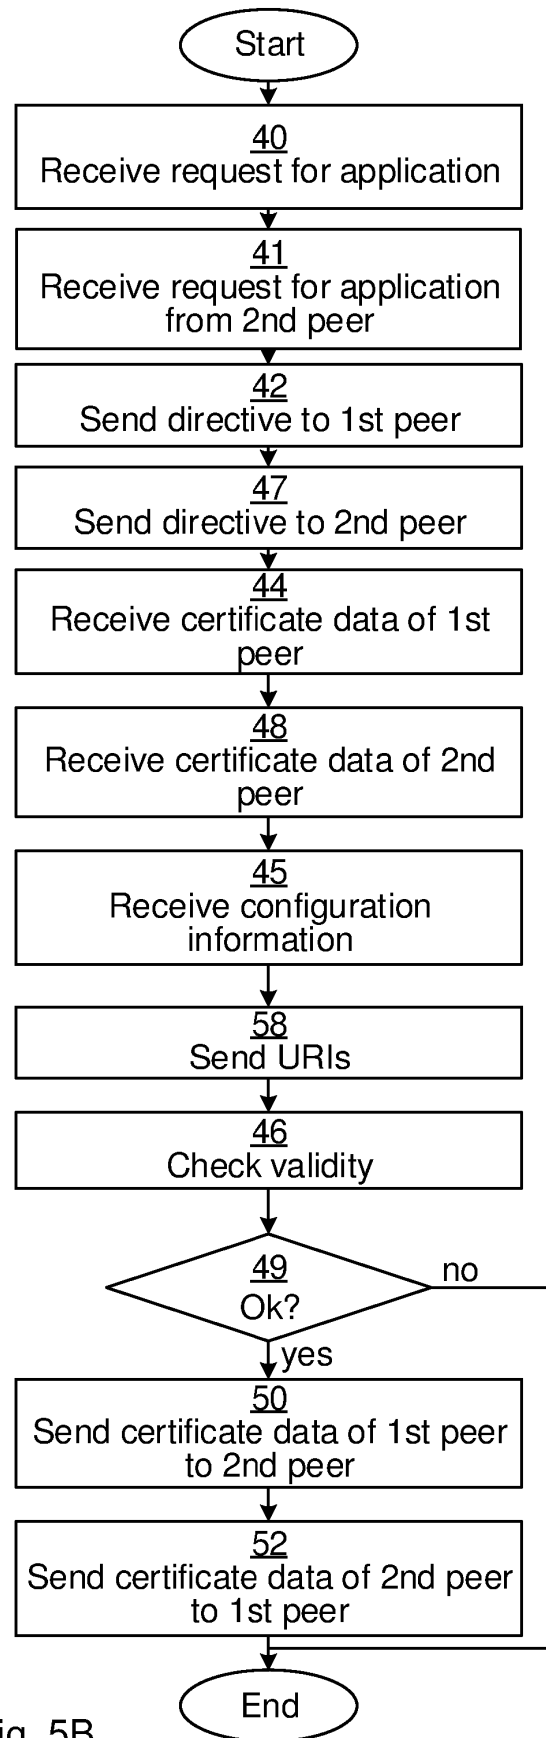 Start
40
Receive request for application
41
Receive request for application
from 2nd peer
42
Send directive to 1st peer
47
Send directive to 2nd peer
44
Receive certificate data of 1st
peer
48
Receive certificate data of 2nd
peer
45
Receive configuration
information
58
Send URIs
46
Check validity
49
Ok?
no
yes
50
Send certificate data of 1st peer
to 2nd peer
52
Send certificate data of 2nd peer
to 1st peer
End
ig. 5B